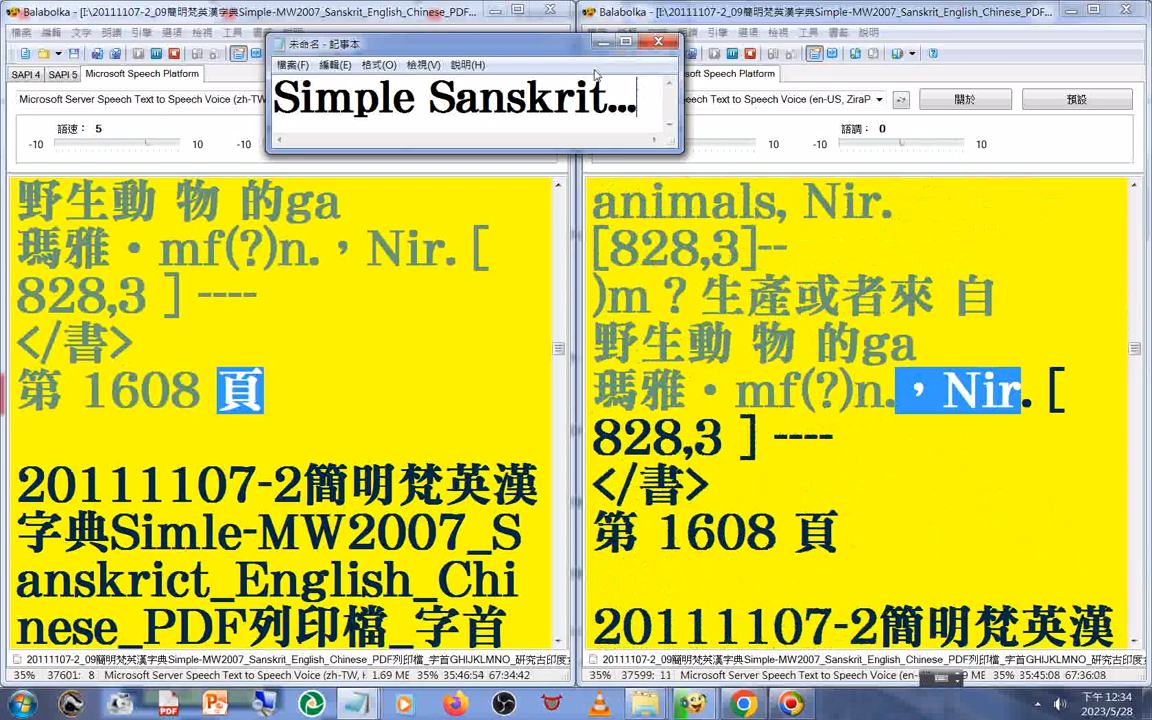 Balabolka - [I:\20111107-2_09簡明梵英漢字典Simple-MW2007_Sanskrit_English_Chinese_PDF...
Balabolka - [I:\20111107-2_09簡明梵英漢字典Simple-MW2007_Sanskrit_English_Chinese_PDF...
未命名 - 記事本
檔案(F) 編輯(E) 格式(O) 檢視(V) 說明(H)
Simple Sanskrit...
SAPI 4 SAPI 5 Microsoft Speech Platform
Speech Platform
Microsoft Server Speech Text to Speech Voice (zh-TW,
ech Text to Speech Voice (en-US, ZiraP
關於
預設
語速： 5
語調： 0
-10 10 -10
10 -10 10
野生動 物 的ga
瑪雅・mf(?)n.，Nir. [
828,3 ] ----
</書>
第 1608 頁
20111107-2簡明梵英漢
字典Simle-MW2007_S
anskrict_English_Chi
nese_PDF列印檔_字首
animals, Nir.
[828,3]--
)m？生產或者來 自
野生動 物 的ga
瑪雅・mf(?)n.，Nir. [
828,3 ] ----
</書>
第 1608 頁
20111107-2簡明梵英漢
20111107-2_09簡明梵英漢字典Simple-MW2007_Sanskrit_English_Chinese_PDF列印檔_字首GHIJKLMNO_研究古印度
20111107-2_09簡明梵英漢字典Simple-MW2007_Sanskrit_English_Chinese_PDF列印檔_字首GHIJKLMNO_研究古印度
35% 37601: 8 Microsoft Server Speech Text to Speech Voice (zh-TW, 1.69 ME 35% 35:46:54 67:34:42
35% 37599: 11 Microsoft Server Speech Text to Speech Voice (en- 35% 35:45:08 67:36:08
下午 12:34
2023/5/28